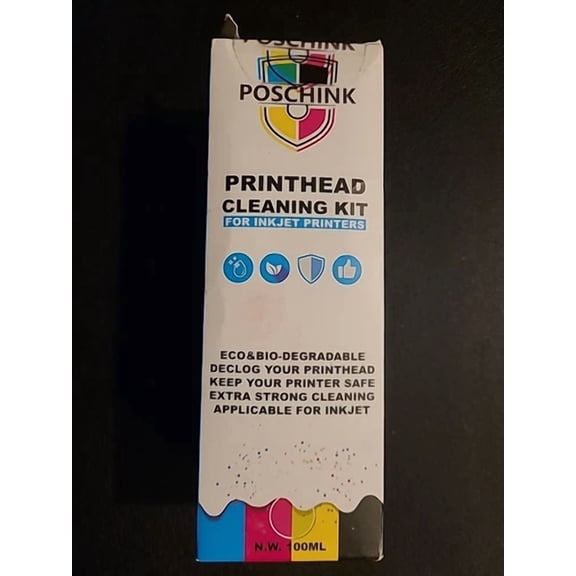 POSCHINK
POSCHINK
PRINTHEAD
CLEANING KIT
FOR INKJET PRINTERS
ECO&BIO-DEGRADABLE
DECLOG YOUR PRINTHEAD
KEEP YOUR PRINTER SAFE
EXTRA STRONG CLEANING
APPLICABLE FOR INKJET
N.W. 100ML